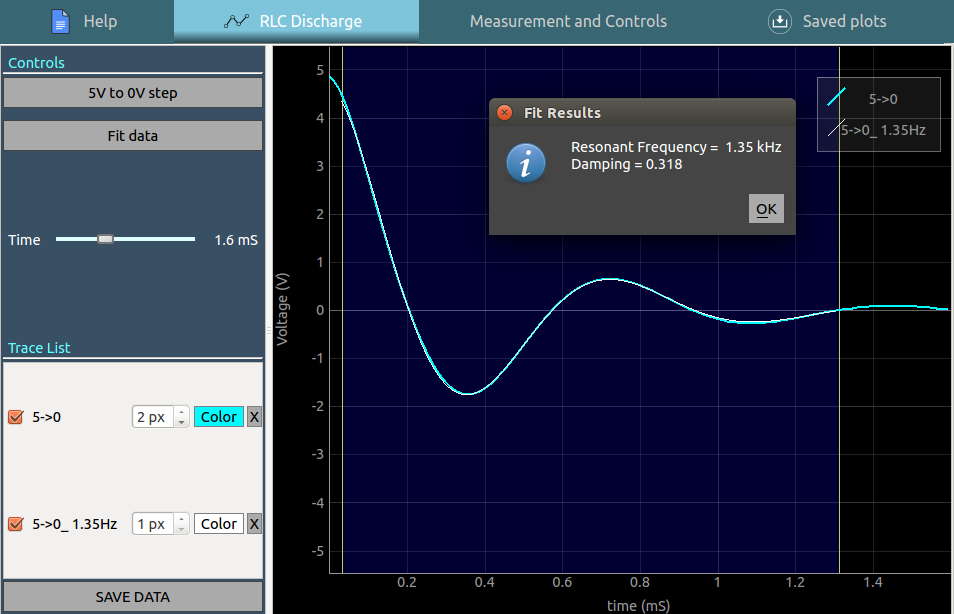 Help
RLC Discharge
Measurement and Controls
Saved plots
Controls
5V to 0V step
Fit data
Time
1.6 mS
Trace List
5->0
2 px
Color
X
5->0_ 1.35Hz
1 px
Color
X
SAVE DATA
Voltage (V)
5
4
3
2
1
0
-1
-2
-3
-4
-5
0.2
0.4
0.6
0.8
1
1.2
1.4
time (mS)
5->0
5->0_ 1.35Hz
Fit Results
Resonant Frequency = 1.35 kHz
Damping = 0.318
OK